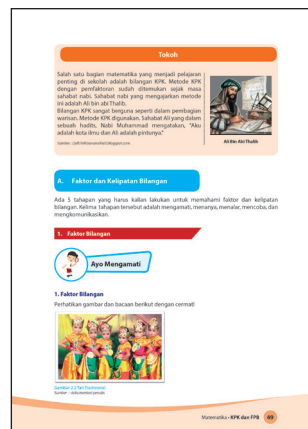 Tokoh
Salah satu bagian matematika yang menjadi pelajaran
penting di sekolah adalah bilangan KPK. Metode KPK
dengan pemfaktoran sudah ditemukan sejak masa
sahabat nabi. Sahabat nabi yang mengajarkan metode
ini adalah Ali bin abi Thalib.
Bilangan KPK sangat berguna seperti dalam pembagian
warisan. Metode KPK digunakan. Sahabat Ali yang dalam
sebuah hadits, Nabi Muhammad mengatakan, "Aku
adalah kota ilmu dan Ali adalah pintunya."
Sumber :
Ali Bin Abi Thalib
A. Faktor dan Kelipatan Bilangan
Ada 5 tahapan yang harus kalian lakukan untuk memahami faktor dan kelipatan
bilangan. Kelima tahapan tersebut adalah mengamati, menanya, menalar, mencoba, dan
mengkomunikasikan.
1. Faktor Bilangan
Ayo Mengamati
1. Faktor Bilangan
Perhatikan gambar dan bacaan berikut dengan cermat!
Gambar 2.2 Tari Tradisional
Sumber : dokumentasi penulis
Matematika • KPK dan FPB 49